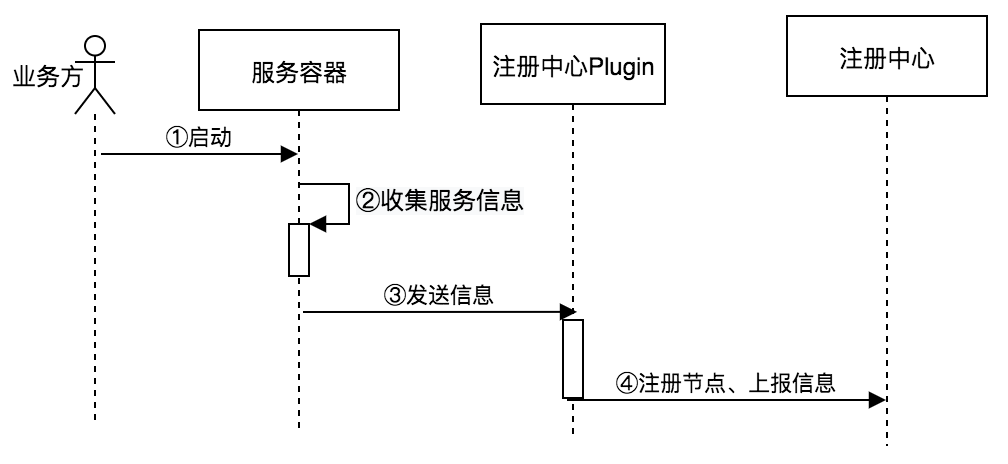 业务方
服务容器
注册中心Plugin
注册中心
①启动
②收集服务信息
③发送信息
④注册节点、上报信息